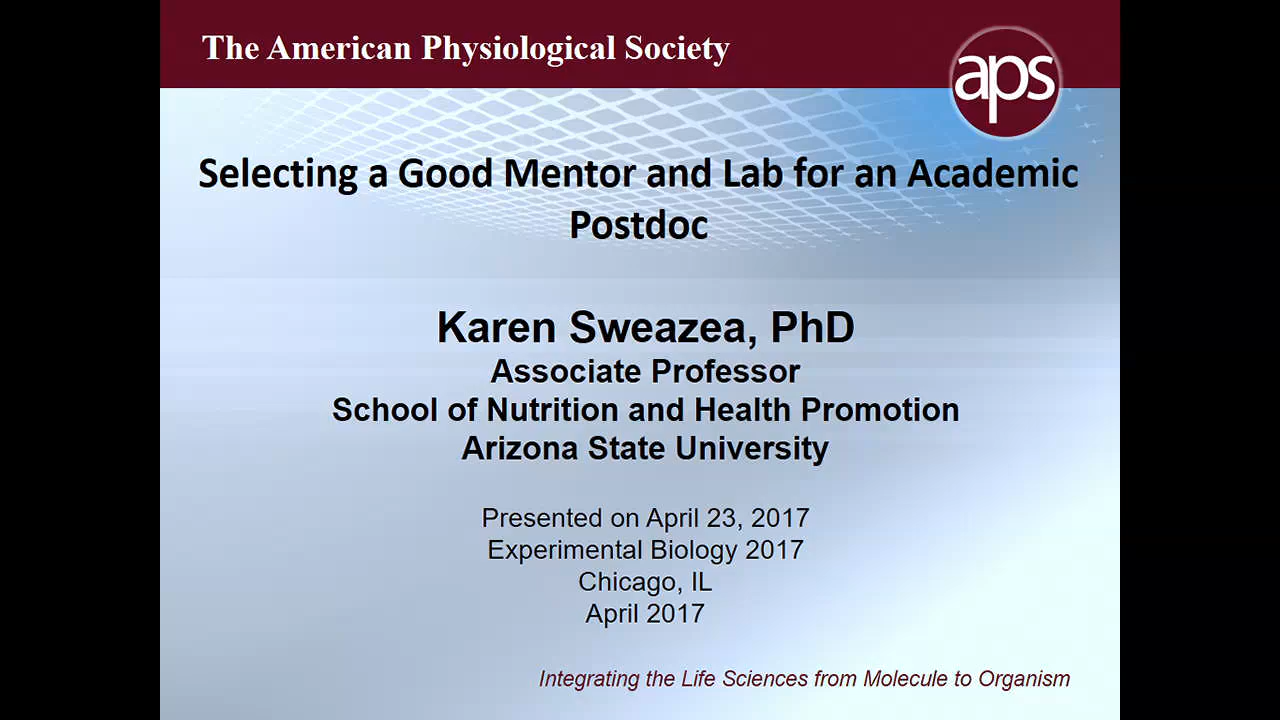 The American Physiological Society
aps
Selecting a Good Mentor and Lab for an Academic
Postdoc
Karen Sweazea, PhD
Associate Professor
School of Nutrition and Health Promotion
Arizona State University
Presented on April 23, 2017
Experimental Biology 2017
Chicago, IL
April 2017
Integrating the Life Sciences from Molecule to Organism